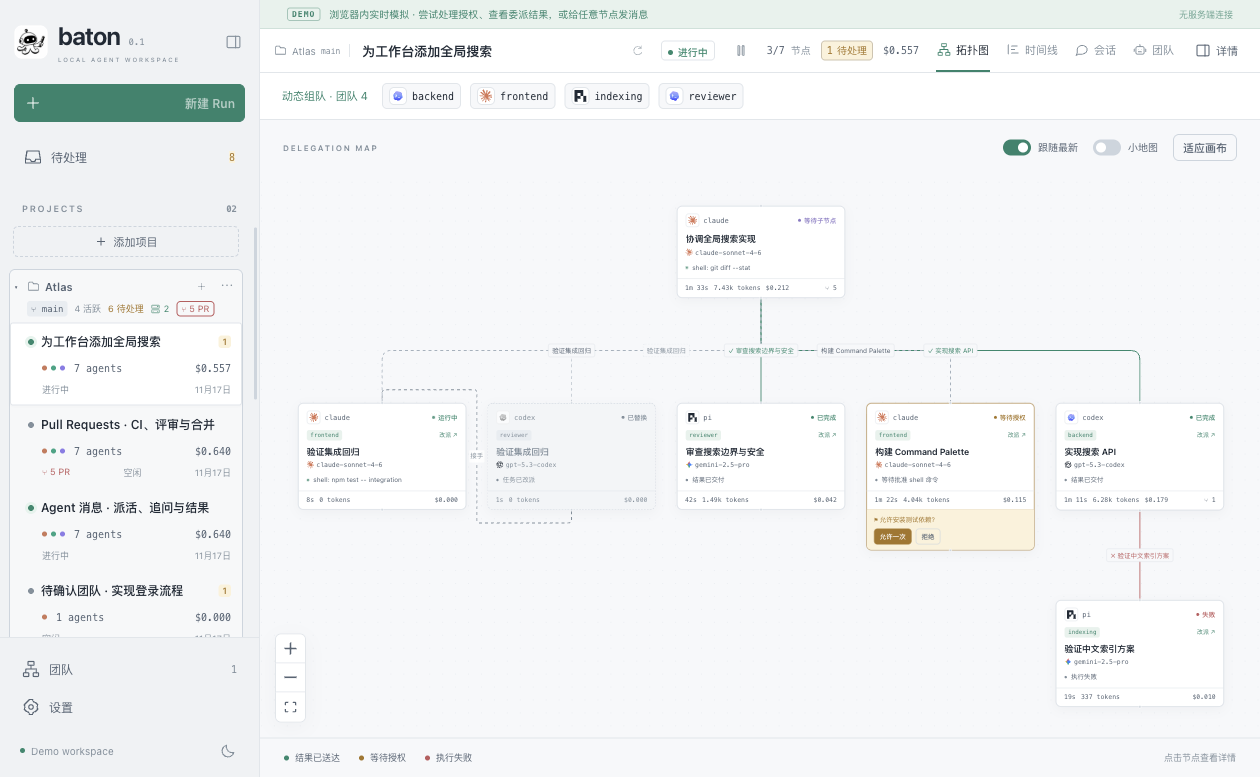 baton 0.1
LOCAL AGENT WORKSPACE
新建 Run
待处理 8
PROJECTS 02
添加项目
Atlas
main 4 活跃 6 待处理 2 5 PR
为工作台添加全局搜索 1
7 agents $0.557
进行中 11月17日
Pull Requests · CI、评审与合并
7 agents $0.640
5 PR 空闲 11月17日
Agent 消息 · 派活、追问与结果
7 agents $0.640
进行中 11月17日
待确认团队 · 实现登录流程 1
1 agents $0.000
团队 1
设置
Demo workspace
DEMO 浏览器内实时模拟 · 尝试处理授权、查看委派结果，或给任意节点发消息 无服务端连接
Atlas main 为工作台添加全局搜索 进行中 3/7 节点 1 待处理 $0.557 拓扑图 时间线 会话 团队 详情
动态组队 · 团队 4 backend frontend indexing reviewer
DELEGATION MAP 跟随最新 小地图 适应画布
claude 等待子节点
协调全局搜索实现
claude-sonnet-4-6
shell: git diff --stat
1m 33s 7.43k tokens $0.212 5
验证集成回归 验证集成回归 ✓ 审查搜索边界与安全 构建 Command Palette ✓ 实现搜索 API
claude 运行中
frontend 改派 ↗
验证集成回归
claude-sonnet-4-6
shell: npm test -- integration
8s 0 tokens $0.000
接手
codex 已替换
reviewer
验证集成回归
gpt-5.3-codex
任务已改派
1s 0 tokens $0.000
pi 已完成
reviewer 改派 ↗
审查搜索边界与安全
gemini-2.5-pro
结果已交付
42s 1.49k tokens $0.042
claude 等待授权
frontend 改派 ↗
构建 Command Palette
claude-sonnet-4-6
等待批准 shell 命令
1m 22s 4.04k tokens $0.115
允许安装测试依赖?
允许一次 拒绝
codex 已完成
backend 改派 ↗
实现搜索 API
gpt-5.3-codex
结果已交付
1m 11s 6.28k tokens $0.179 1
✕ 验证中文索引方案
pi 失败
indexing 改派 ↗
验证中文索引方案
gemini-2.5-pro
执行失败
19s 337 tokens $0.010
结果已送达 等待授权 执行失败 点击节点查看详情